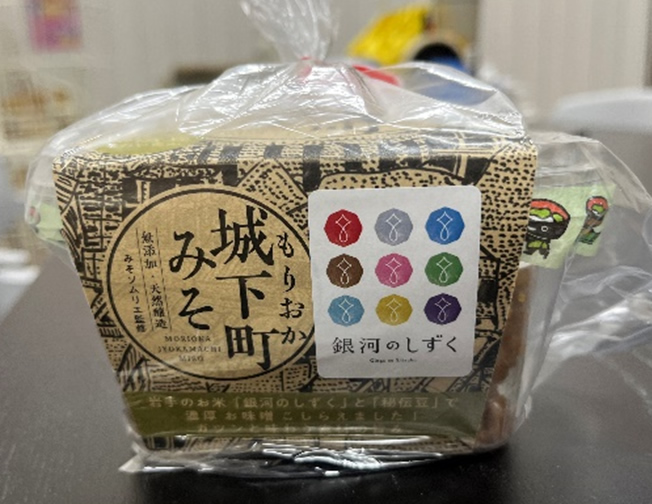 もりおか
城下町
みそ
無添加・天然醸造
みそソムリエ監修
MORIOKA
JYOKAMACHI
MISO
銀河のしずく
岩手のお米「銀河のしずく」と「秘伝豆」で
濃厚お味噌こしらえました!